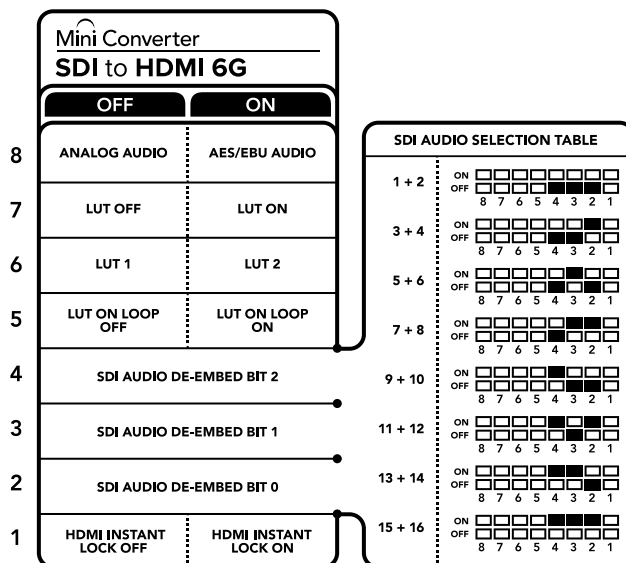 Mini Converter
SDI to HDMI 6G
OFF ON
8 ANALOG AUDIO AES/EBU AUDIO
7 LUT OFF LUT ON
6 LUT 1 LUT 2
5 LUT ON LOOP OFF LUT ON LOOP ON
4 SDI AUDIO DE-EMBED BIT 2
3 SDI AUDIO DE-EMBED BIT 1
2 SDI AUDIO DE-EMBED BIT 0
1 HDMI INSTANT LOCK OFF HDMI INSTANT LOCK ON
SDI AUDIO SELECTION TABLE
1 + 2
ON
OFF
8 7 6 5 4 3 2 1
3 + 4
ON
OFF
8 7 6 5 4 3 2 1
5 + 6
ON
OFF
8 7 6 5 4 3 2 1
7 + 8
ON
OFF
8 7 6 5 4 3 2 1
9 + 10
ON
OFF
8 7 6 5 4 3 2 1
11 + 12
ON
OFF
8 7 6 5 4 3 2 1
13 + 14
ON
OFF
8 7 6 5 4 3 2 1
15 + 16
ON
OFF
8 7 6 5 4 3 2 1